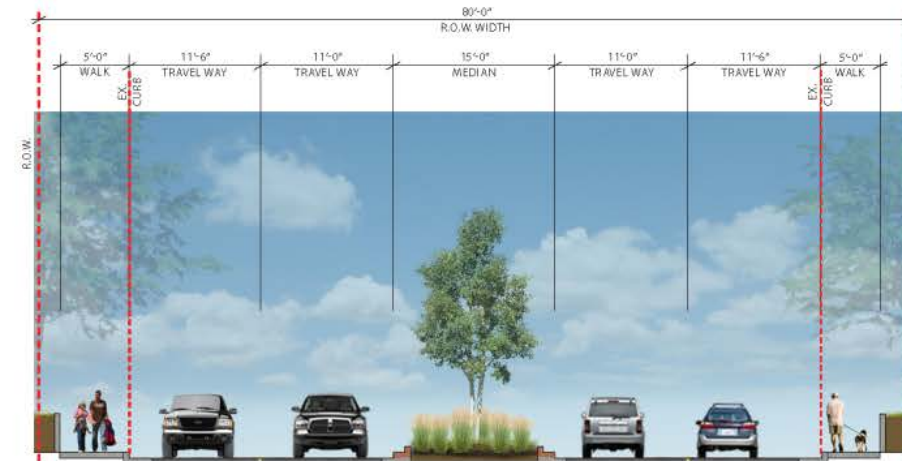 80'-0"
R.O.W. WIDTH
5'-0"
WALK
EX.
CURB
11'-6"
TRAVEL WAY
11'-0"
TRAVEL WAY
15'-0"
MEDIAN
11'-0"
TRAVEL WAY
11'-6"
TRAVEL WAY
EX.
CURB
5'-0"
WALK
R.O.W.